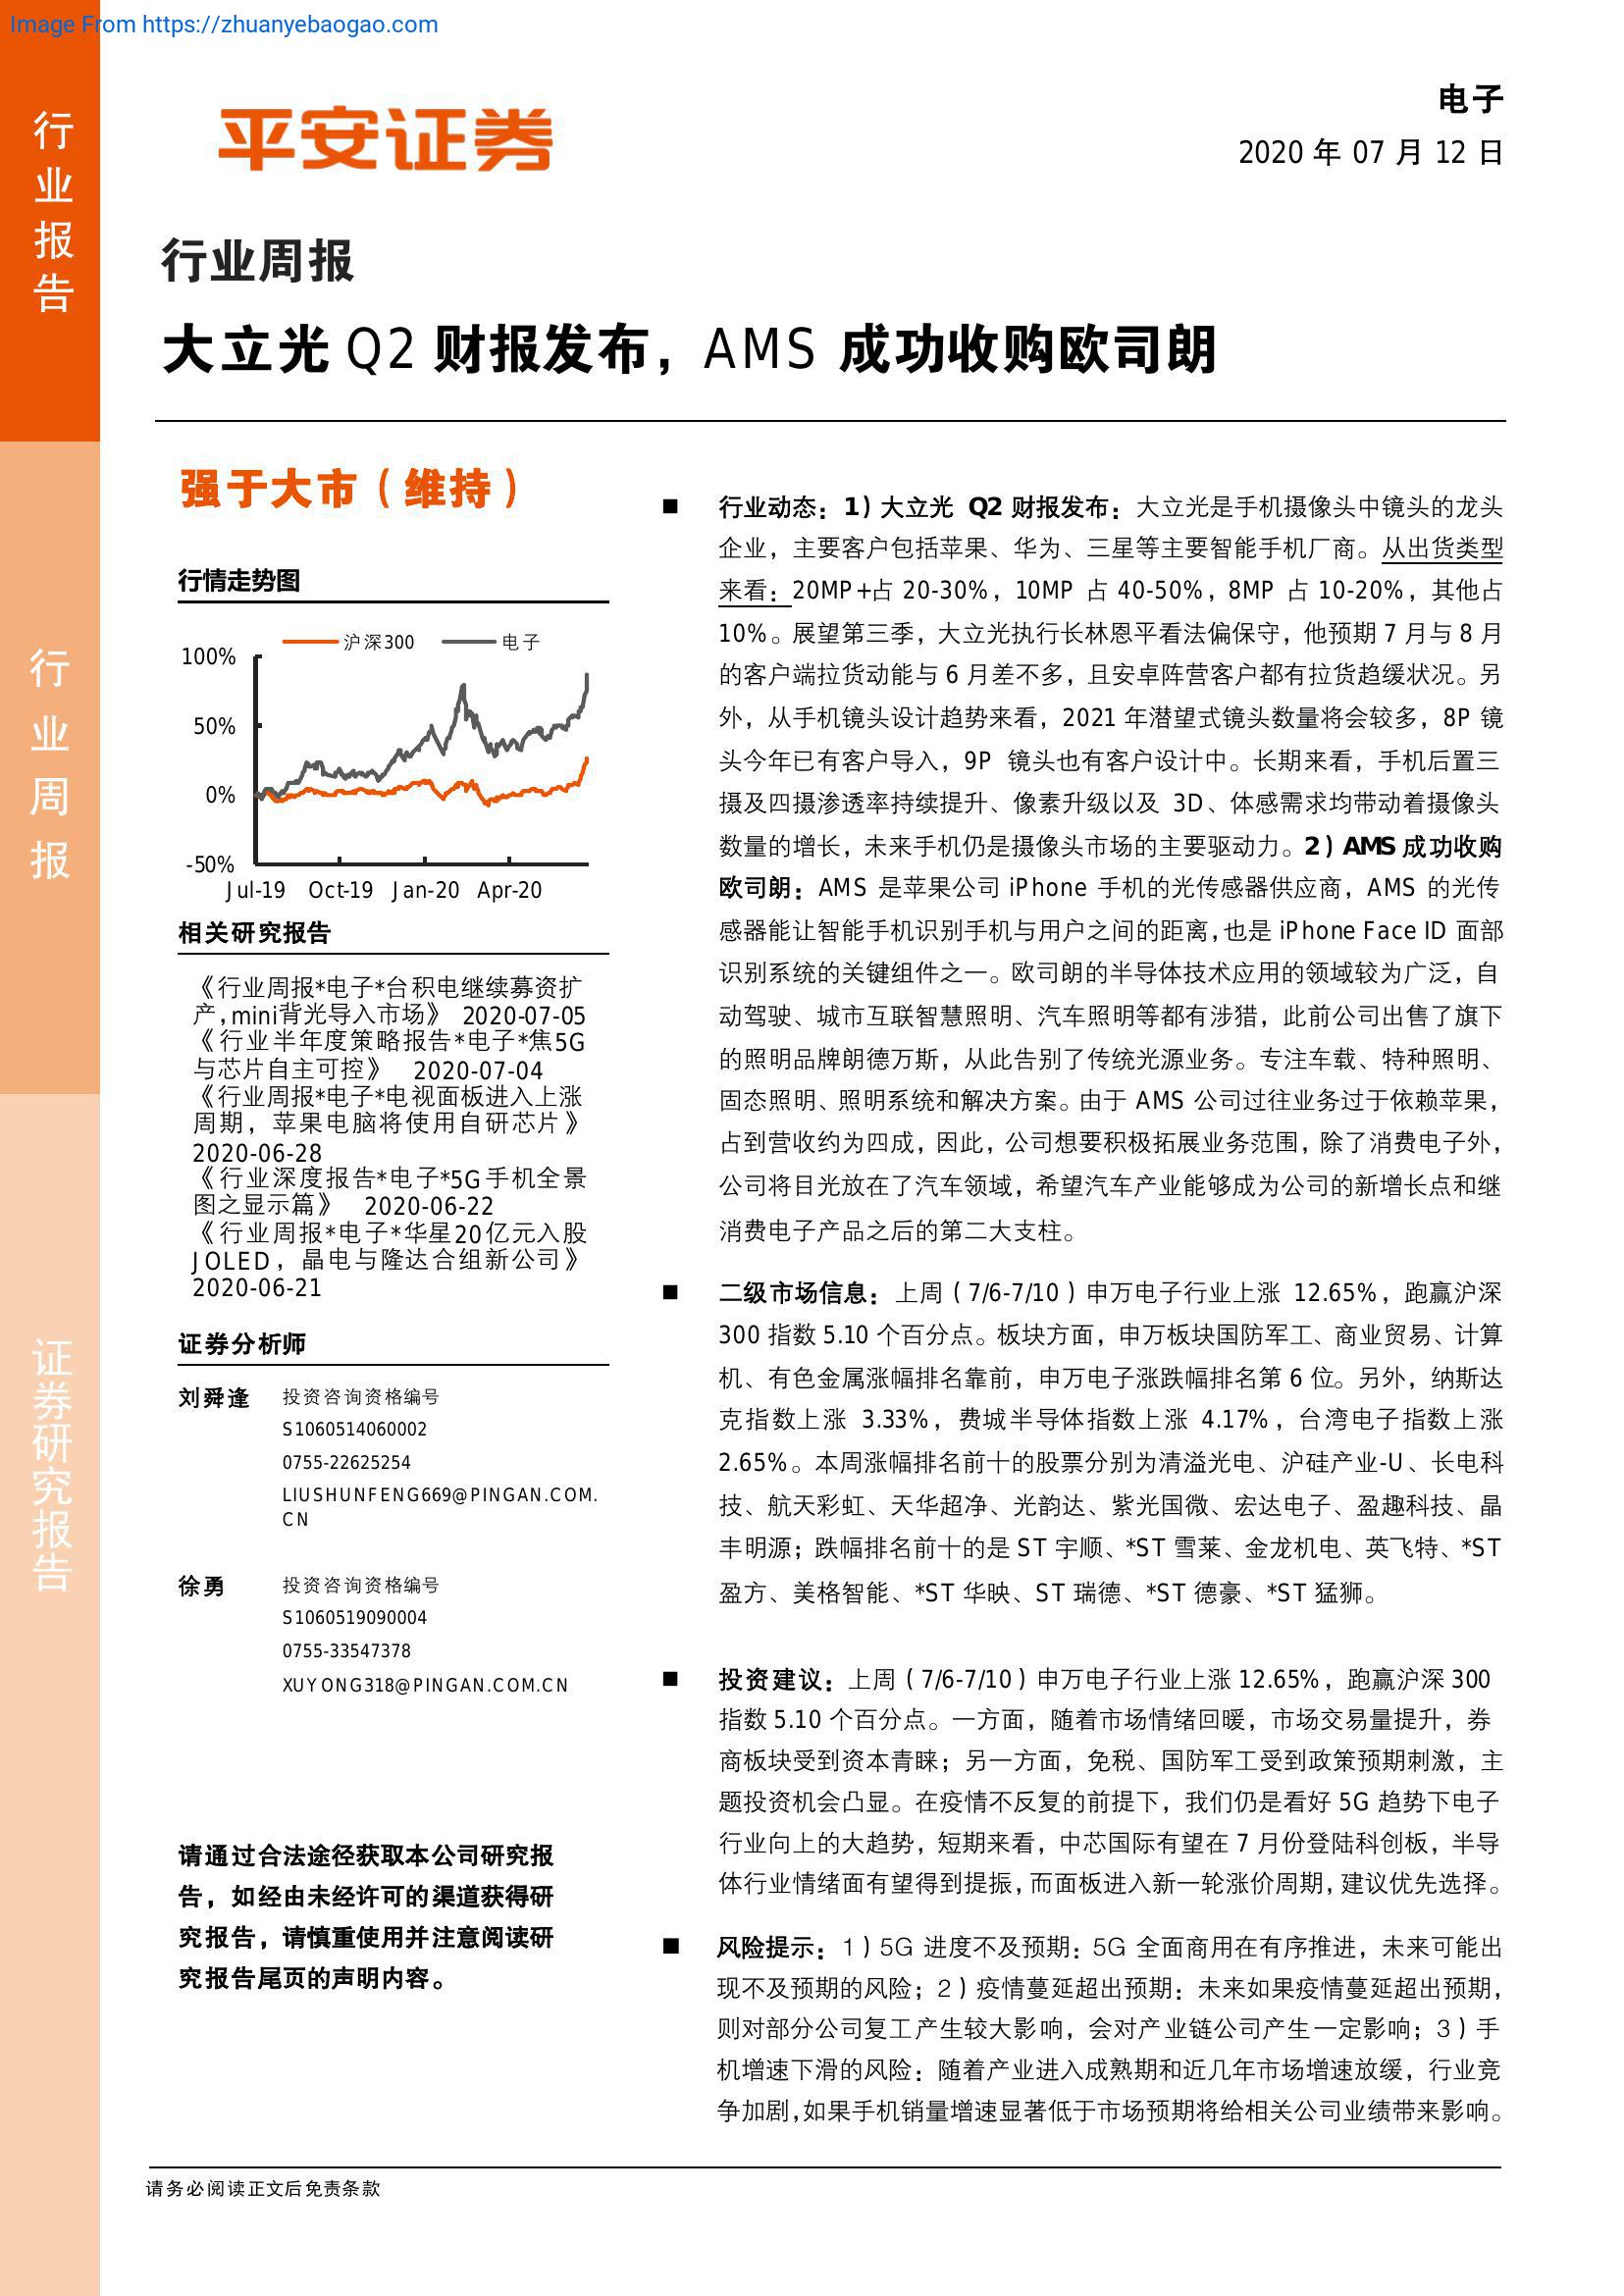 Image From https://zhuanyebaogao.com
行业报告
行业周报
证券研究报告
平安证券
电子
2020 年 07 月 12 日
行业周报
大立光 Q2 财报发布，AMS 成功收购欧司朗
强于大市（维持）
行情走势图
沪深300
电子
100%
50%
0%
-50%
Jul-19 Oct-19 Jan-20 Apr-20
相关研究报告
《行业周报*电子*台积电继续募资扩
产,mini背光导入市场》 2020-07-05
《行业半年度策略报告*电子*焦5G
与芯片自主可控》 2020-07-04
《行业周报*电子*电视面板进入上涨
周期，苹果电脑将使用自研芯片》
2020-06-28
《行业深度报告*电子*5G手机全景
图之显示篇》 2020-06-22
《行业周报*电子*华星20亿元入股
JOLED，晶电与隆达合组新公司》
2020-06-21
证券分析师
刘舜逢 投资咨询资格编号
S1060514060002
0755-22625254
LIUSHUNFENG669@PINGAN.COM.
CN
徐勇 投资咨询资格编号
S1060519090004
0755-33547378
XUYONG318@PINGAN.COM.CN
请通过合法途径获取本公司研究报
告，如经由未经许可的渠道获得研
究报告，请慎重使用并注意阅读研
究报告尾页的声明内容。
■ 行业动态：1）大立光 Q2 财报发布：大立光是手机摄像头中镜头的龙头
企业，主要客户包括苹果、华为、三星等主要智能手机厂商。从出货类型
来看：20MP+占 20-30%，10MP 占 40-50%，8MP 占 10-20%，其他占
10%。展望第三季，大立光执行长林恩平看法偏保守，他预期 7 月与 8 月
的客户端拉货动能与 6 月差不多，且安卓阵营客户都有拉货趋缓状况。另
外，从手机镜头设计趋势来看，2021 年潜望式镜头数量将会较多，8P 镜
头今年已有客户导入，9P 镜头也有客户设计中。长期来看，手机后置三
摄及四摄渗透率持续提升、像素升级以及 3D、体感需求均带动着摄像头
数量的增长，未来手机仍是摄像头市场的主要驱动力。2）AMS 成功收购
欧司朗：AMS 是苹果公司 iPhone 手机的光传感器供应商，AMS 的光传
感器能让智能手机识别手机与用户之间的距离，也是 iPhone Face ID 面部
识别系统的关键组件之一。欧司朗的半导体技术应用的领域较为广泛，自
动驾驶、城市互联智慧照明、汽车照明等都有涉猎，此前公司出售了旗下
的照明品牌朗德万斯，从此告别了传统光源业务。专注车载、特种照明、
固态照明、照明系统和解决方案。由于 AMS 公司过往业务过于依赖苹果，
占到营收约为四成，因此，公司想要积极拓展业务范围，除了消费电子外，
公司将目光放在了汽车领域，希望汽车产业能够成为公司的新增长点和继
消费电子产品之后的第二大支柱。
■ 二级市场信息：上周（7/6-7/10）申万电子行业上涨 12.65%，跑赢沪深
300 指数 5.10 个百分点。板块方面，申万板块国防军工、商业贸易、计算
机、有色金属涨幅排名靠前，申万电子涨跌幅排名第 6 位。另外，纳斯达
克指数上涨 3.33%，费城半导体指数上涨 4.17%，台湾电子指数上涨
2.65%。本周涨幅排名前十的股票分别为清溢光电、沪硅产业-U、长电科
技、航天彩虹、天华超净、光韵达、紫光国微、宏达电子、盈趣科技、晶
丰明源；跌幅排名前十的是 ST 宇顺、*ST 雪莱、金龙机电、英飞特、*ST
盈方、美格智能、*ST 华映、ST 瑞德、*ST 德豪、*ST 猛狮。
■ 投资建议：上周（7/6-7/10）申万电子行业上涨 12.65%，跑赢沪深 300
指数 5.10 个百分点。一方面，随着市场情绪回暖，市场交易量提升，券
商板块受到资本青睐；另一方面，免税、国防军工受到政策预期刺激，主
题投资机会凸显。在疫情不反复的前提下，我们仍是看好 5G 趋势下电子
行业向上的大趋势，短期来看，中芯国际有望在 7 月份登陆科创板，半导
体行业情绪面有望得到提振，而面板进入新一轮涨价周期，建议优先选择。
■ 风险提示：1）5G 进度不及预期：5G 全面商用在有序推进，未来可能出
现不及预期的风险；2）疫情蔓延超出预期：未来如果疫情蔓延超出预期，
则对部分公司复工产生较大影响，会对产业链公司产生一定影响；3）手
机增速下滑的风险：随着产业进入成熟期和近几年市场增速放缓，行业竞
争加剧，如果手机销量增速显著低于市场预期将给相关公司业绩带来影响。
请务必阅读正文后免责条款